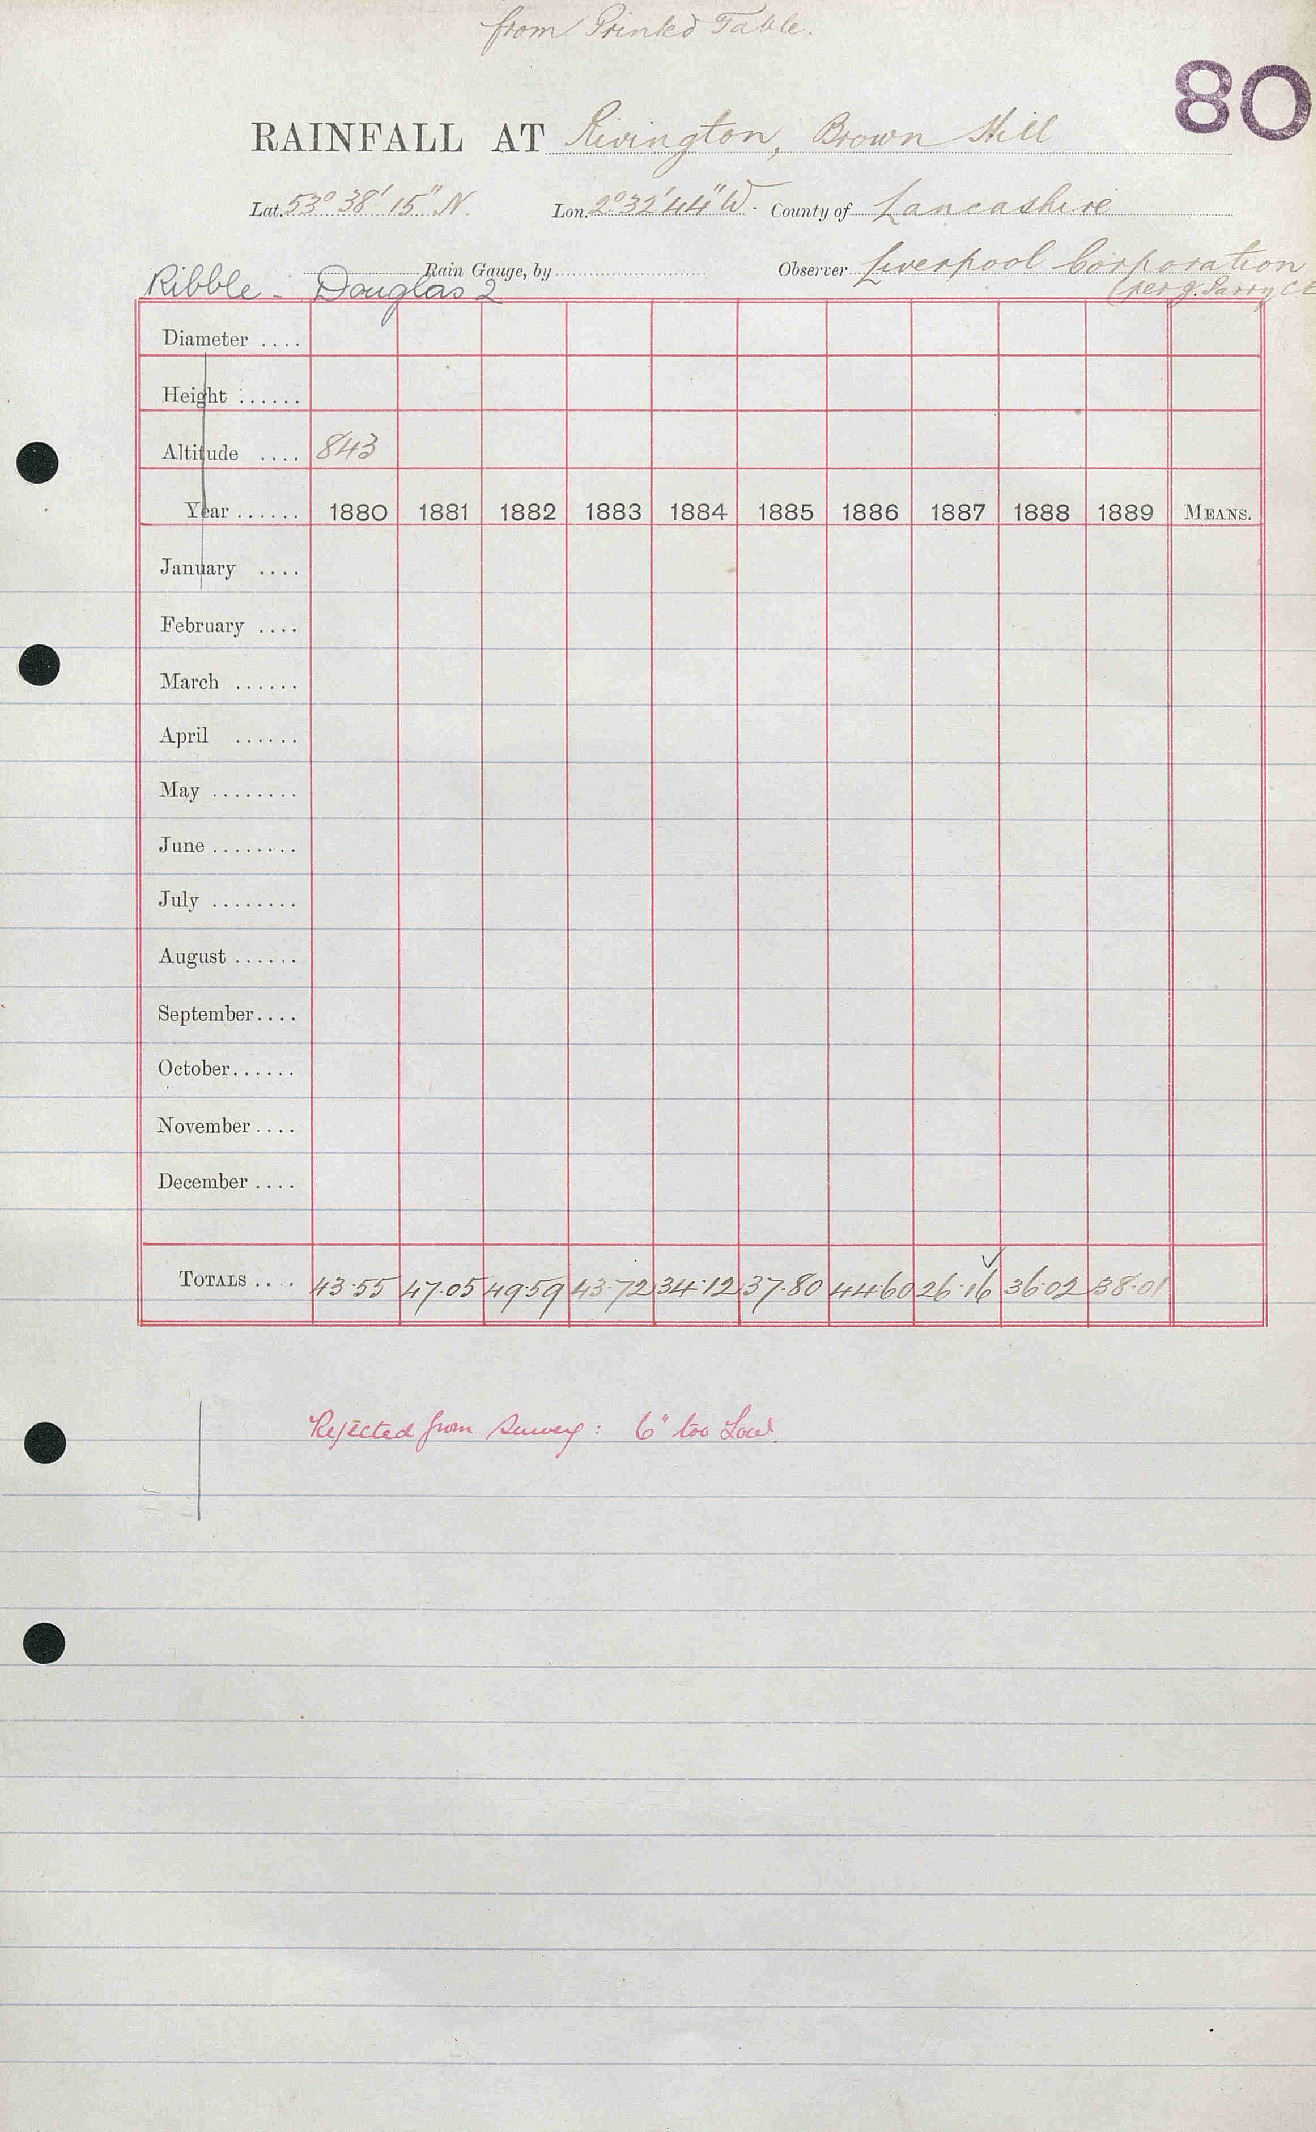 from Printed Table.
80
RAINFALL AT Rivington, Brown Hill
Lat. 53° 38' 15" N. Lon. 2° 32' 44" W. County of Lancashire
Rain Gauge, by Observer Liverpool Corporation
Ribble - Douglas 2 (per J. Parry CE
Diameter ....
Height ......
Altitude .... 843
Year ...... 1880 1881 1882 1883 1884 1885 1886 1887 1888 1889 MEANS.
January ....
February ....
March ......
April ......
May ........
June ........
July ........
August ......
September....
October......
November....
December....
TOTALS .... 43.55 47.05 49.59 43.72 34.12 37.80 44.60 26.16 36.02 38.01
Rejected from Survey: 6" too Low